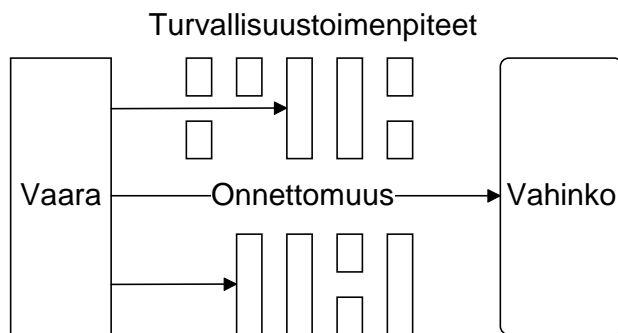 Turvallisuustoimenpiteet
Vaara
Onnettomuus
Vahinko